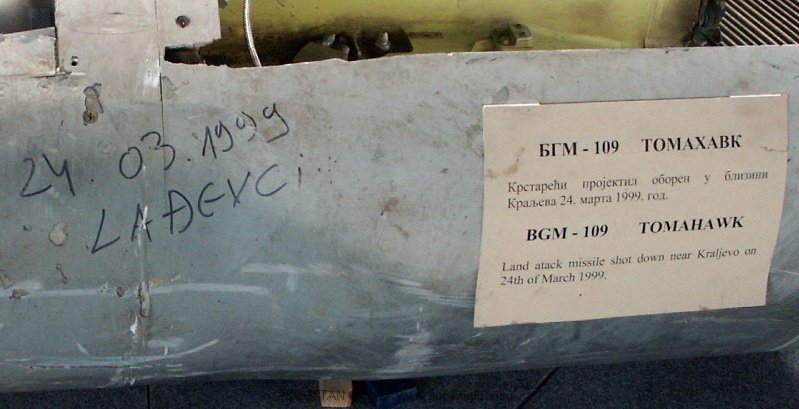 24.03.1999
LAĐEVCI
БГМ - 109 ТОМАХАВК
Крстарећи пројектил оборен у близини
Краљева 24. марта 1999. год.
BGM - 109 TOMAHAWK
Land atack missile shot down near Kraljevo on
24th of March 1999.